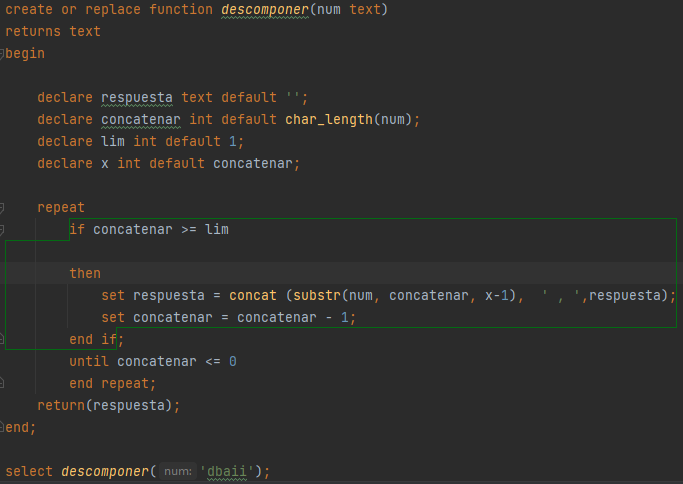 create or replace function descomponer(num text)
returns text
begin
declare respuesta text default '';
declare concatenar int default char_length(num);
declare lim int default 1;
declare x int default concatenar;
repeat
if concatenar >= lim
then
set respuesta = concat (substr(num, concatenar, x-1),  ' , ',respuesta);
set concatenar = concatenar - 1;
end if;
until concatenar <= 0
end repeat;
return(respuesta);
end;
select descomponer( num: 'dbaii');